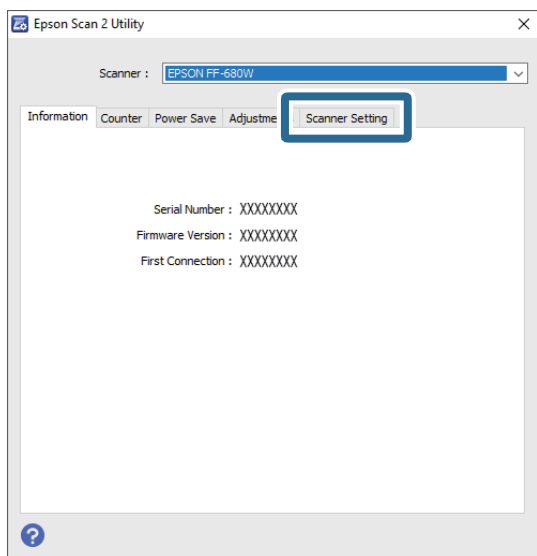 Epson Scan 2 Utility
Scanner : EPSON FF-680W
Information Counter Power Save Adjustme Scanner Setting
Serial Number : XXXXXXXX
Firmware Version : XXXXXXXX
First Connection : XXXXXXXX
?